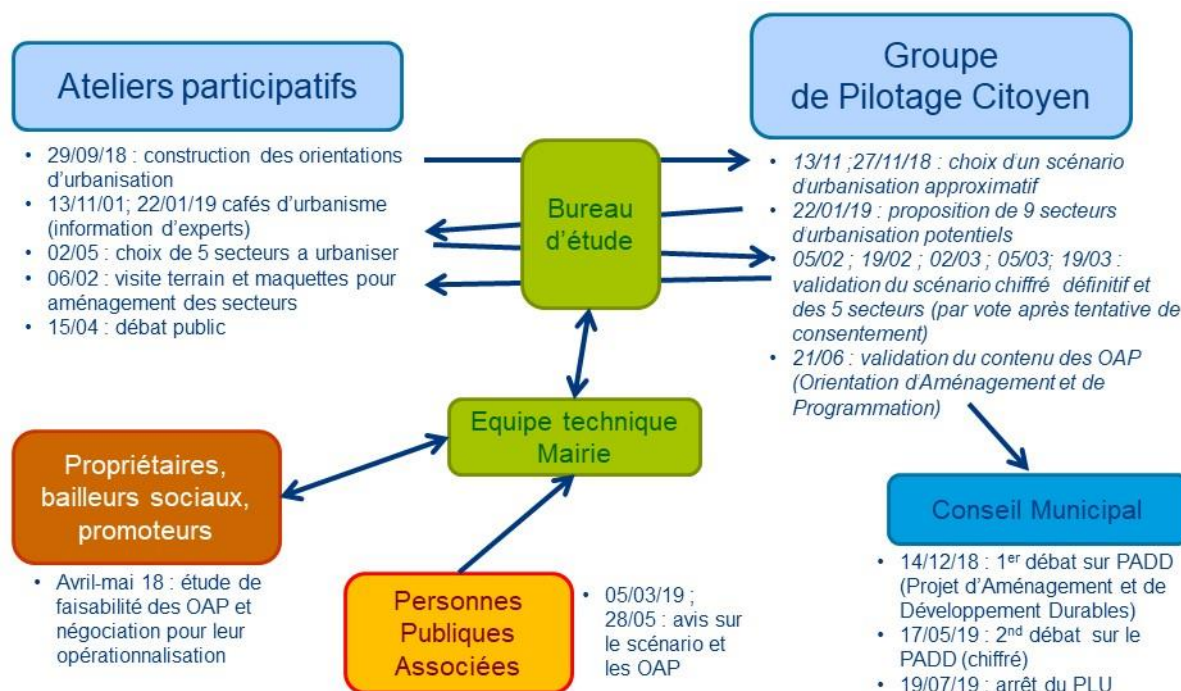 Ateliers participatifs
• 29/09/18 : construction des orientations
d'urbanisation
• 13/11/01; 22/01/19 cafés d'urbanisme
(information d'experts)
• 02/05 : choix de 5 secteurs a urbaniser
• 06/02 : visite terrain et maquettes pour
aménagement des secteurs
• 15/04 : débat public
Bureau
d'étude
Groupe
de Pilotage Citoyen
• 13/11 ;27/11/18 : choix d'un scénario
d'urbanisation approximatif
• 22/01/19 : proposition de 9 secteurs
d'urbanisation potentiels
• 05/02 ; 19/02 ; 02/03 ; 05/03; 19/03 :
validation du scénario chiffré définitif et
des 5 secteurs (par vote après tentative de
consentement)
• 21/06 : validation du contenu des OAP
(Orientation d'Aménagement et de
Programmation)
Equipe technique
Mairie
Propriétaires,
bailleurs sociaux,
promoteurs
• Avril-mai 18 : étude de
faisabilité des OAP et
négociation pour leur
opérationnalisation
Personnes
Publiques
Associées
• 05/03/19 ;
28/05 : avis sur
le scénario et
les OAP
Conseil Municipal
• 14/12/18 : 1er débat sur PADD
(Projet d'Aménagement et de
Développement Durables)
• 17/05/19 : 2nd débat sur le
PADD (chiffré)
• 19/07/19 : arrêt du PLU